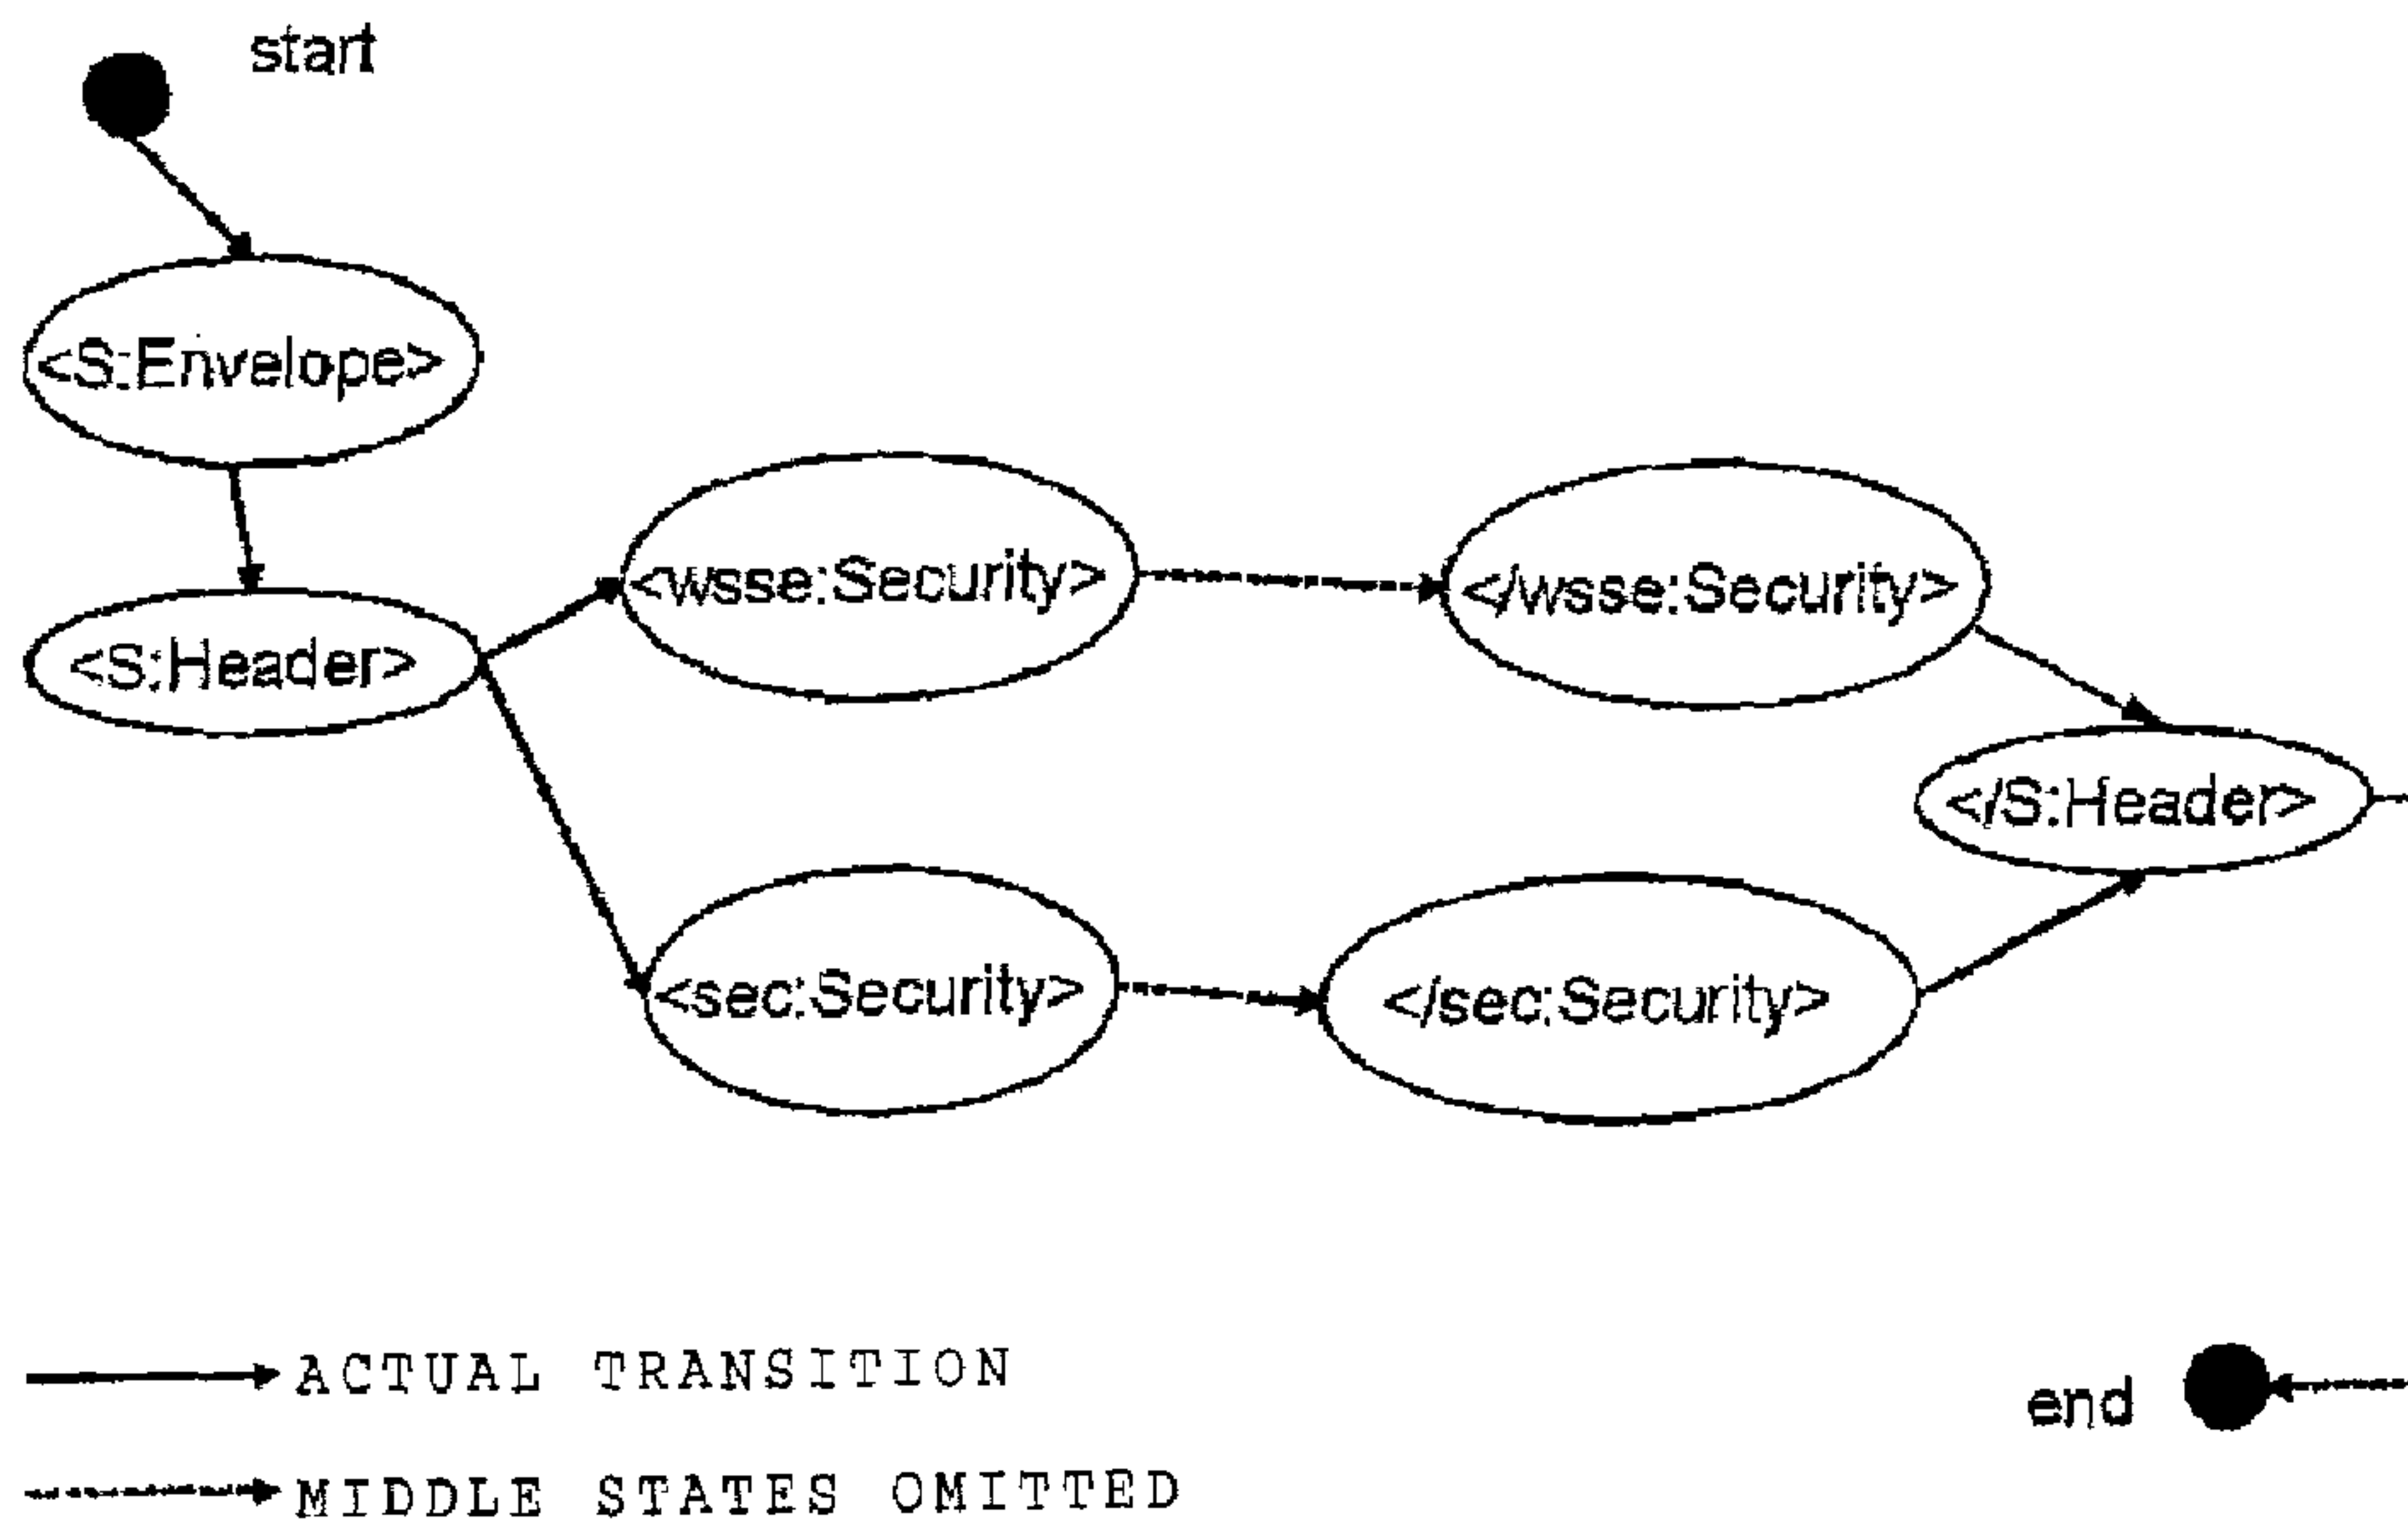 start
<S:Envelope>
<wsse:Security>
</wsse:Security>
<S:Header>
</S:Header>
<sec:Security>
</sec:Security>
ACTUAL TRANSITION
end
MIDDLE STATES OMITTED